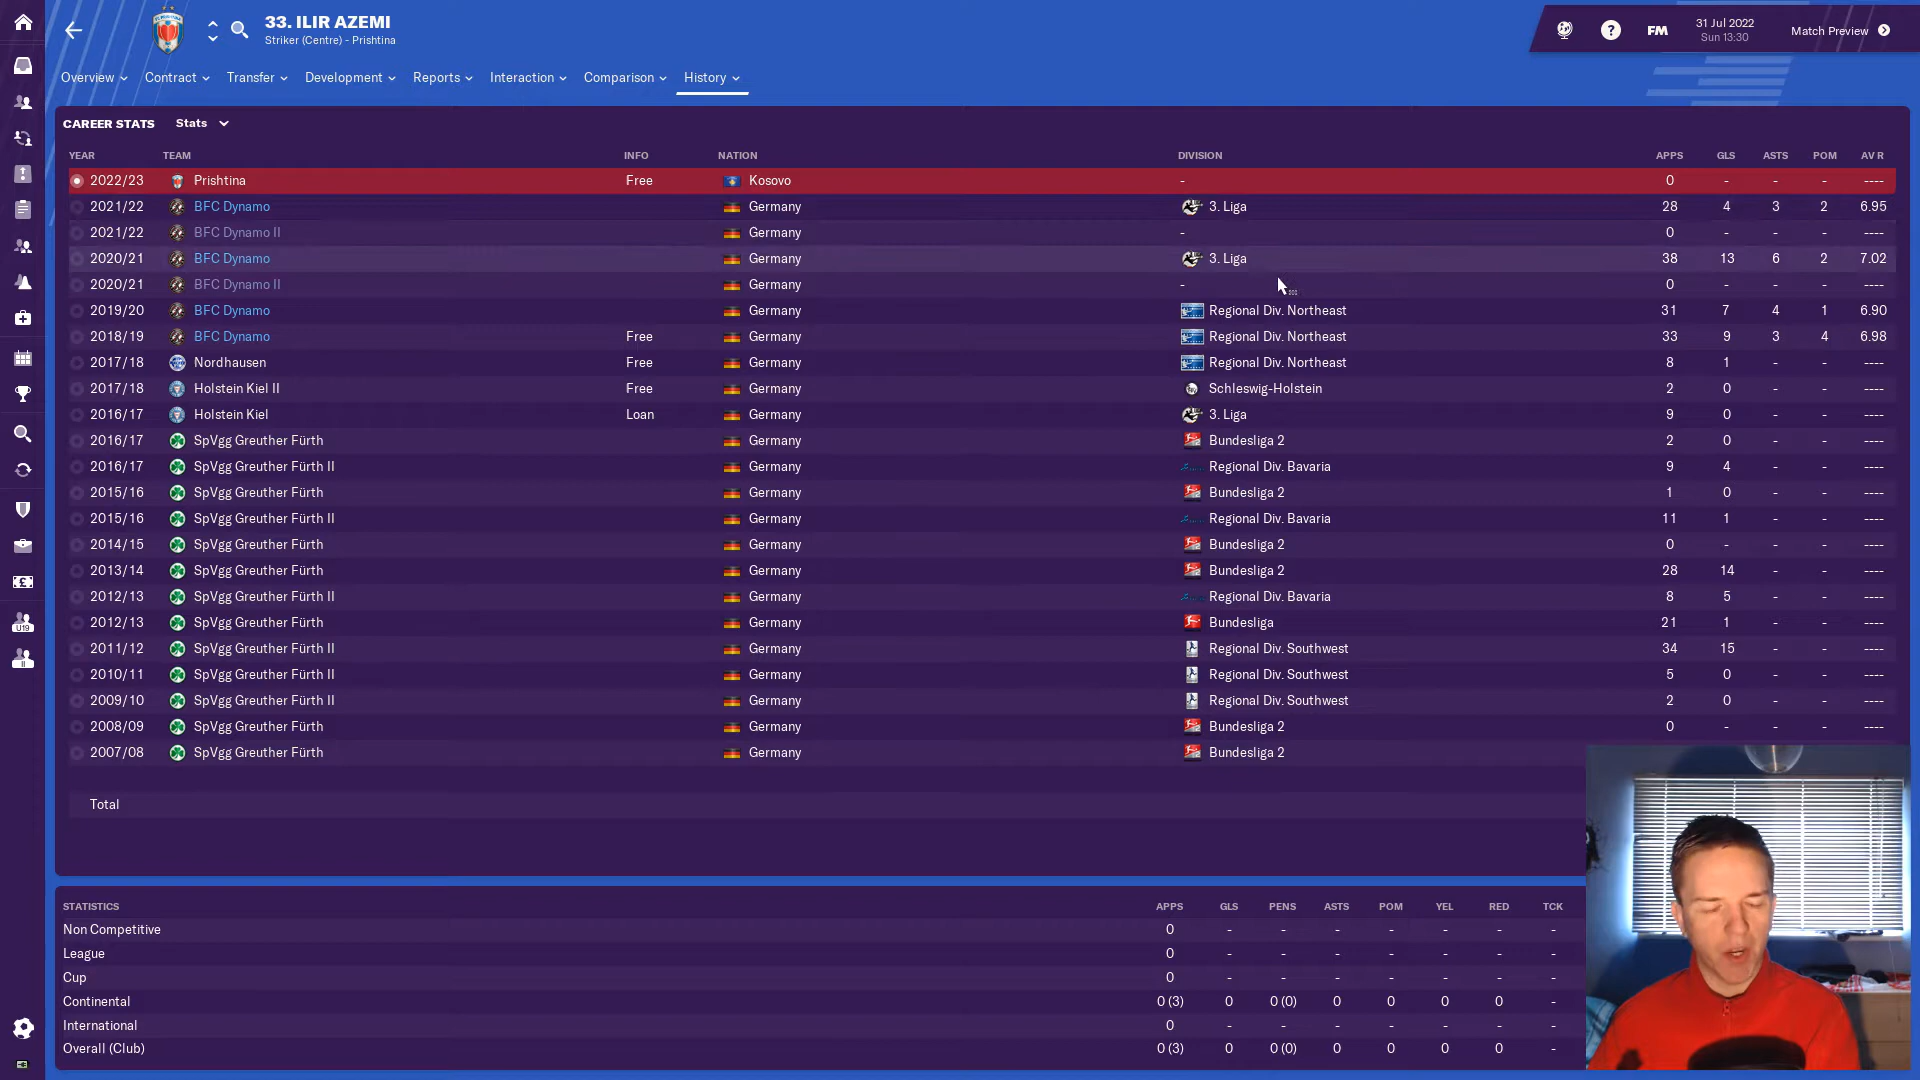 33. ILIR AZEMI
Striker (Centre) - Prishtina
FM
31 Jul 2022
Sun 13:30
Match Preview
Overview Contract Transfer Development Reports Interaction Comparison History
CAREER STATS Stats
YEAR TEAM INFO NATION DIVISION APPS GLS ASTS POM AV R
2022/23 Prishtina Free Kosovo - 0 - - - ----
2021/22 BFC Dynamo Germany 3. Liga 28 4 3 2 6.95
2021/22 BFC Dynamo II Germany - 0 - - - ----
2020/21 BFC Dynamo Germany 3. Liga 38 13 6 2 7.02
2020/21 BFC Dynamo II Germany - 0 - - - ----
2019/20 BFC Dynamo Germany Regional Div. Northeast 31 7 4 1 6.90
2018/19 BFC Dynamo Free Germany Regional Div. Northeast 33 9 3 4 6.98
2017/18 Nordhausen Free Germany Regional Div. Northeast 8 1 - - ----
2017/18 Holstein Kiel II Free Germany Schleswig-Holstein 2 0 - - ----
2016/17 Holstein Kiel Loan Germany 3. Liga 9 0 - - ----
2016/17 SpVgg Greuther Fürth Germany Bundesliga 2 2 0 - - ----
2016/17 SpVgg Greuther Fürth II Germany Regional Div. Bavaria 9 4 - - ----
2015/16 SpVgg Greuther Fürth Germany Bundesliga 2 1 0 - - ----
2015/16 SpVgg Greuther Fürth II Germany Regional Div. Bavaria 11 1 - - ----
2014/15 SpVgg Greuther Fürth Germany Bundesliga 2 0 - - - ----
2013/14 SpVgg Greuther Fürth Germany Bundesliga 2 28 14 - - ----
2012/13 SpVgg Greuther Fürth II Germany Regional Div. Bavaria 8 5 - - ----
2012/13 SpVgg Greuther Fürth Germany Bundesliga 21 1 - - ----
2011/12 SpVgg Greuther Fürth II Germany Regional Div. Southwest 34 15 - - ----
2010/11 SpVgg Greuther Fürth II Germany Regional Div. Southwest 5 0 - - ----
2009/10 SpVgg Greuther Fürth II Germany Regional Div. Southwest 2 0 - - ----
2008/09 SpVgg Greuther Fürth Germany Bundesliga 2 0 - - - ----
2007/08 SpVgg Greuther Fürth Germany Bundesliga 2
Total
STATISTICS APPS GLS PENS ASTS POM YEL RED TCK
Non Competitive 0 - - - - - - -
League 0 - - - - - - -
Cup 0 - - - - - - -
Continental 0 (3) 0 0 (0) 0 0 0 0 -
International 0 - - - - - - -
Overall (Club) 0 (3) 0 0 (0) 0 0 0 0 -
U19
II